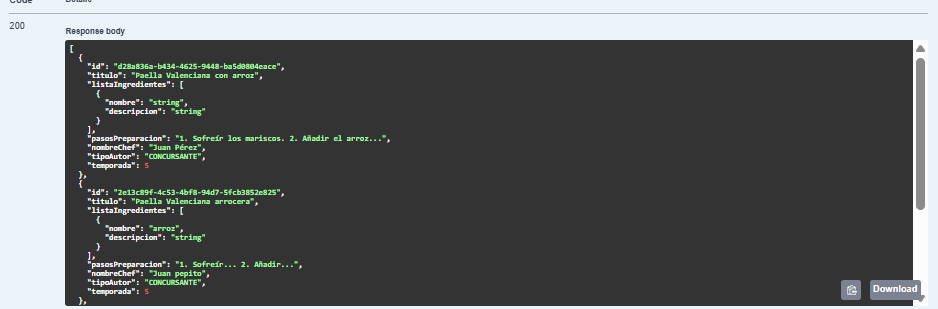 Code Details
200
Response body
[
  {
    "id": "d28a836a-b434-4625-9448-ba5d0804eace",
    "titulo": "Paella Valenciana con arroz",
    "listaIngredientes": [
      {
        "nombre": "string",
        "descripcion": "string"
      }
    ],
    "pasosPreparacion": "1. Sofreír los mariscos. 2. Añadir el arroz...",
    "nombreChef": "Juan Pérez",
    "tipoAutor": "CONCURSANTE",
    "temporada": 5
  },
  {
    "id": "2e13c89f-4c53-4bf8-94d7-5fcb3852e825",
    "titulo": "Paella Valenciana arrocera",
    "listaIngredientes": [
      {
        "nombre": "arroz",
        "descripcion": "string"
      }
    ],
    "pasosPreparacion": "1. Sofreír... 2. Añadir...",
    "nombreChef": "Juan pepito",
    "tipoAutor": "CONCURSANTE",
    "temporada": 5
  },
Download